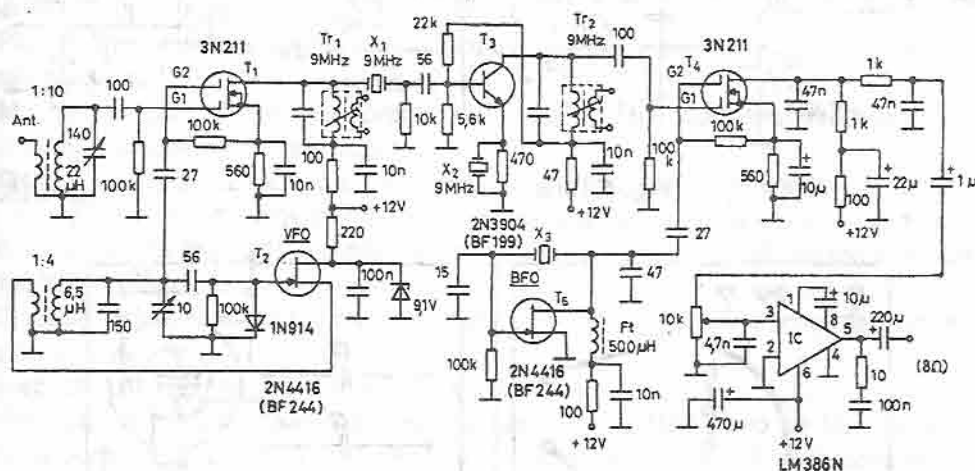 3N211
T₁
G2
G1
1:10
Ant.
100
140
22
µH
100k
100k
27
560
10n
Tr₁
9MHz
X₁
9MHz
100
10n
+12V
220
56
10k
22k
5,6k
T₃
470
X₂
9MHz
2N3904
(BF199)
Tr₂
9MHz
100
47
10n
+12V
100
k
3N211
T₄
G2
G1
100k
560
10µ
47n
1k
47n
1k
100
22µ
+12V
1µ
27
1:4
6,5
µH
150
10
56
100k
1N914
VFO
T₂
100n
9,1V
2N4416
(BF244)
15
X₃
BFO
47
T₅
100k
2N4416
(BF244)
Ft
500µH
100
10n
+12V
10k
4,7n
3
2
1
8
10µ
IC
5
4
6
220µ
(8Ω)
10
100n
470µ
+12V
LM386N